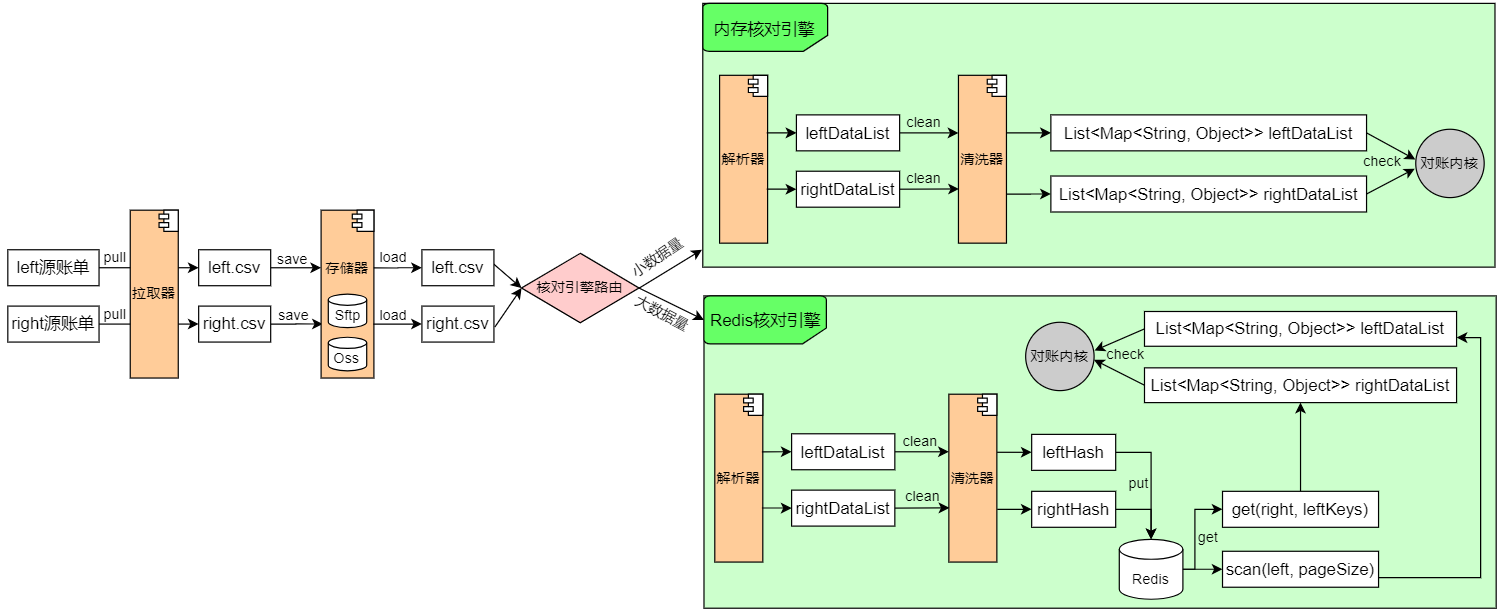 left源账单
pull
right源账单
pull
拉取器
left.csv
save
right.csv
save
存储器
Sftp
Oss
load
left.csv
load
right.csv
核对引擎路由
小数据量
大数据量
内存核对引擎
解析器
leftDataList
clean
rightDataList
clean
清洗器
List<Map<String, Object>> leftDataList
List<Map<String, Object>> rightDataList
check
对账内核
Redis核对引擎
解析器
leftDataList
clean
rightDataList
clean
清洗器
leftHash
rightHash
put
Redis
get
get(right, leftKeys)
scan(left, pageSize)
List<Map<String, Object>> leftDataList
List<Map<String, Object>> rightDataList
check
对账内核